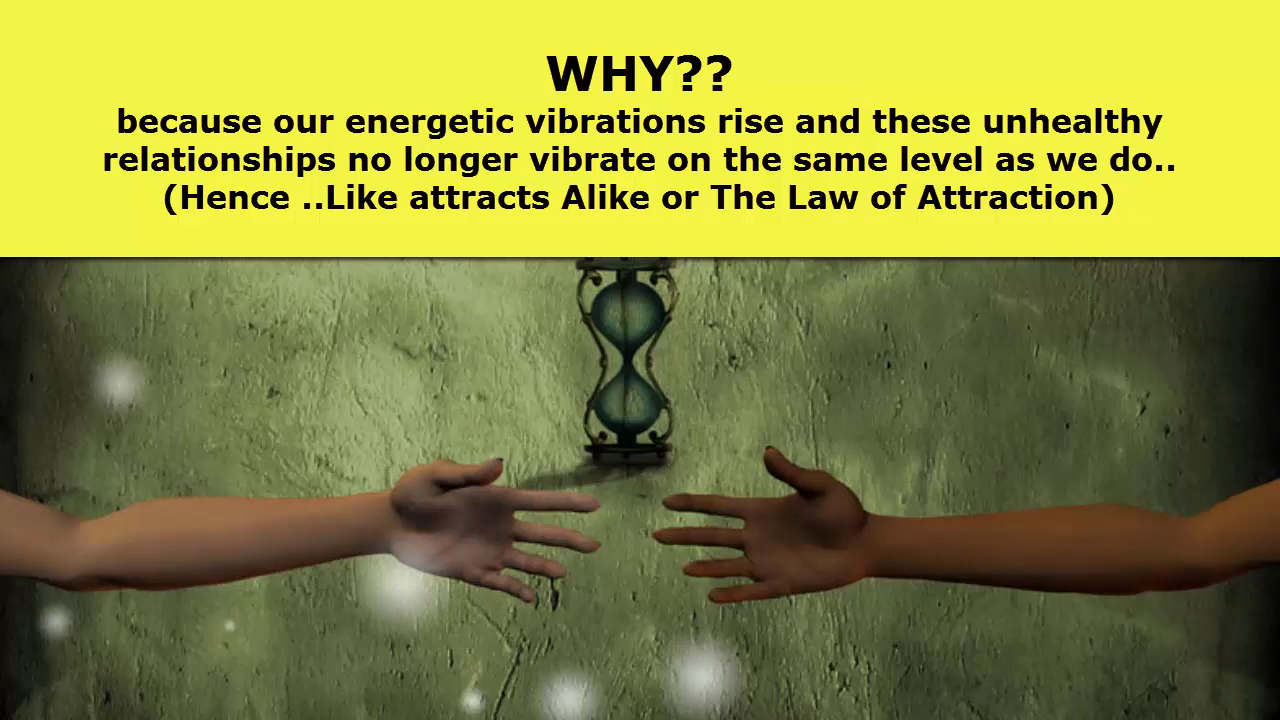 WHY??
because our energetic vibrations rise and these unhealthy
relationships no longer vibrate on the same level as we do..
(Hence ..Like attracts Alike or The Law of Attraction)